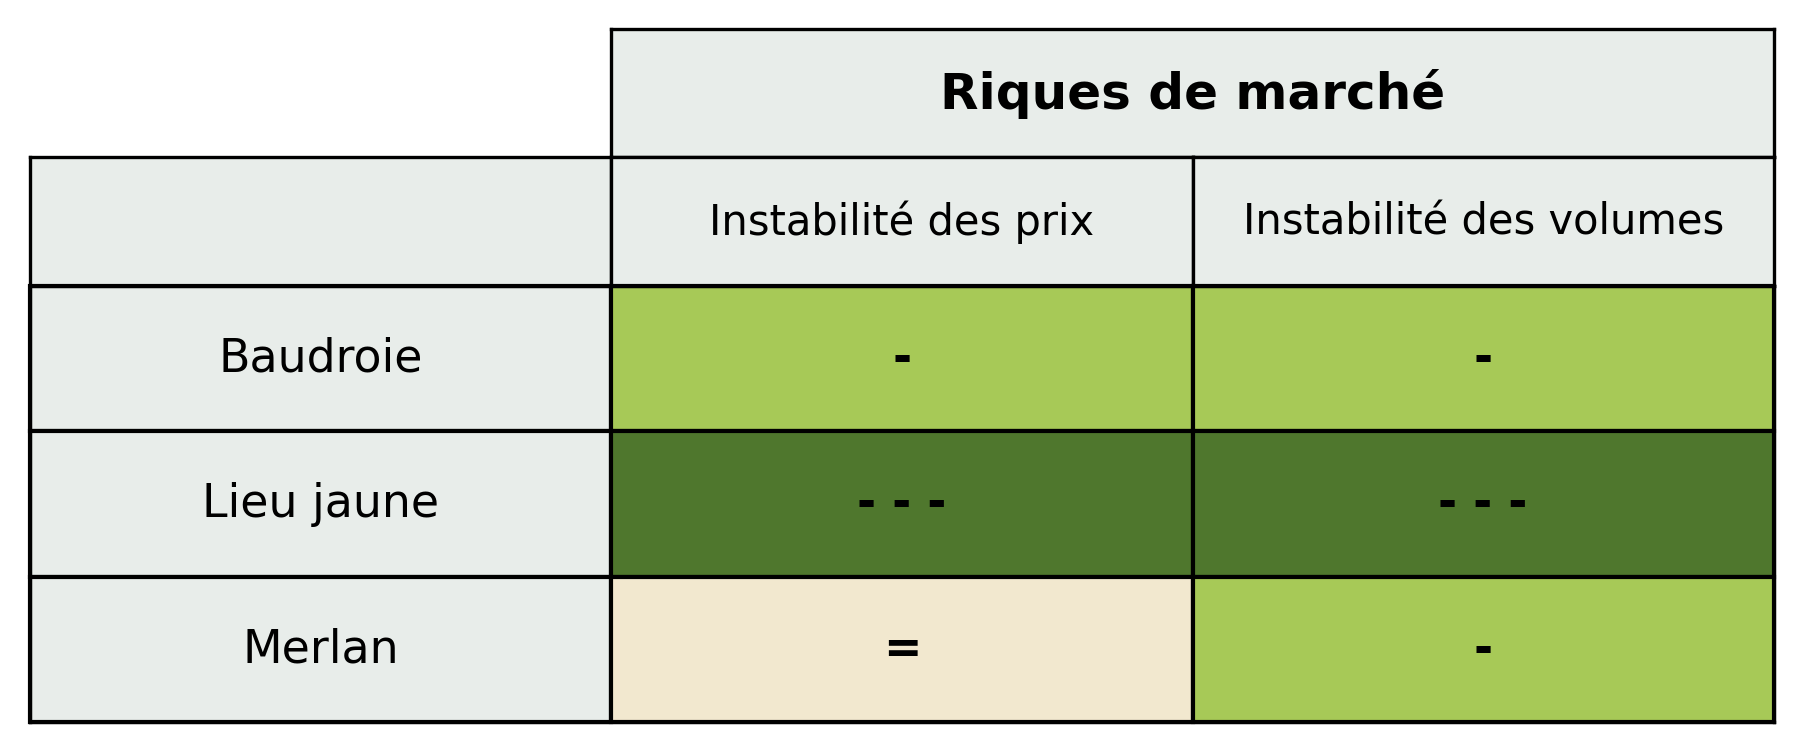 Riques de marché
Instabilité des prix Instabilité des volumes
Baudroie - -
Lieu jaune - - - - - -
Merlan = -